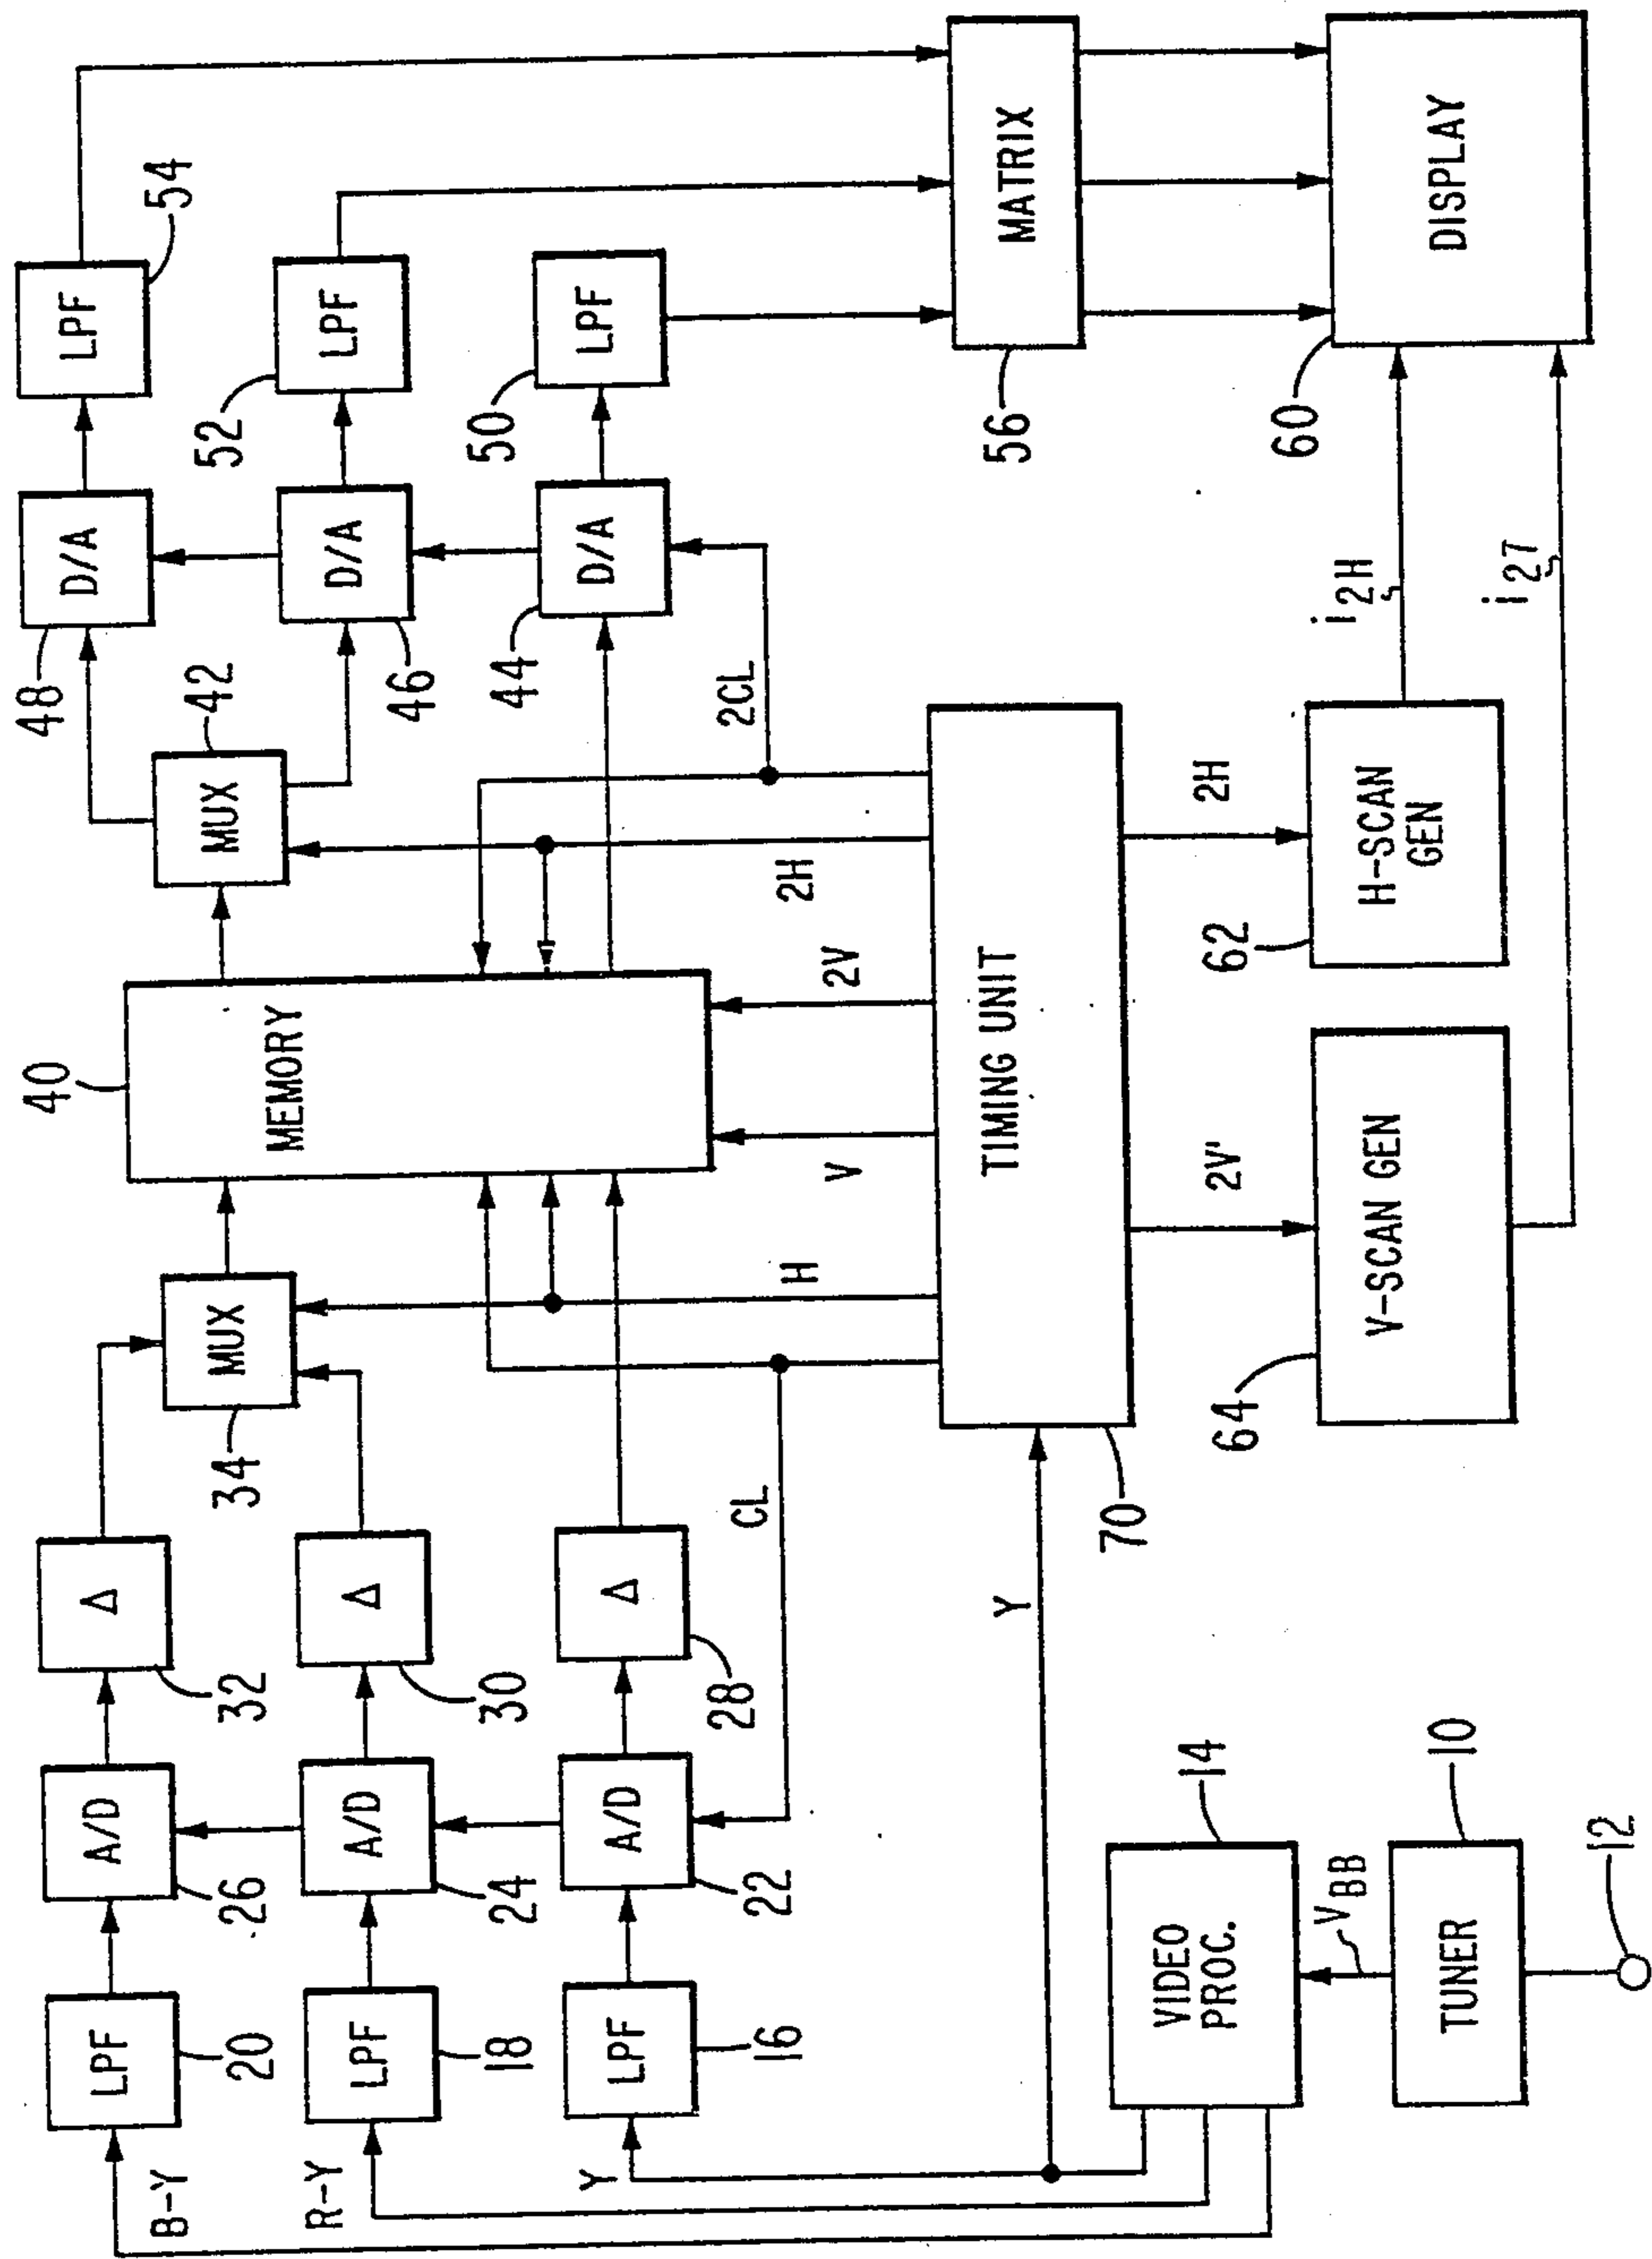 B-Y
LPF
20
A/D
26
Δ
32
MUX
34
MEMORY
40
MUX
42
D/A
48
LPF
54
R-Y
LPF
18
A/D
24
Δ
30
D/A
46
LPF
52
Y
LPF
16
A/D
22
Δ
28
D/A
44
LPF
50
CL
H
V
2V
2H
2CL
MATRIX
56
Y
TIMING UNIT
70
2V'
2H
VIDEO
PROC.
14
VBB
TUNER
10
12
V-SCAN GEN
64
H-SCAN
GEN
62
i2H
i27
DISPLAY
60